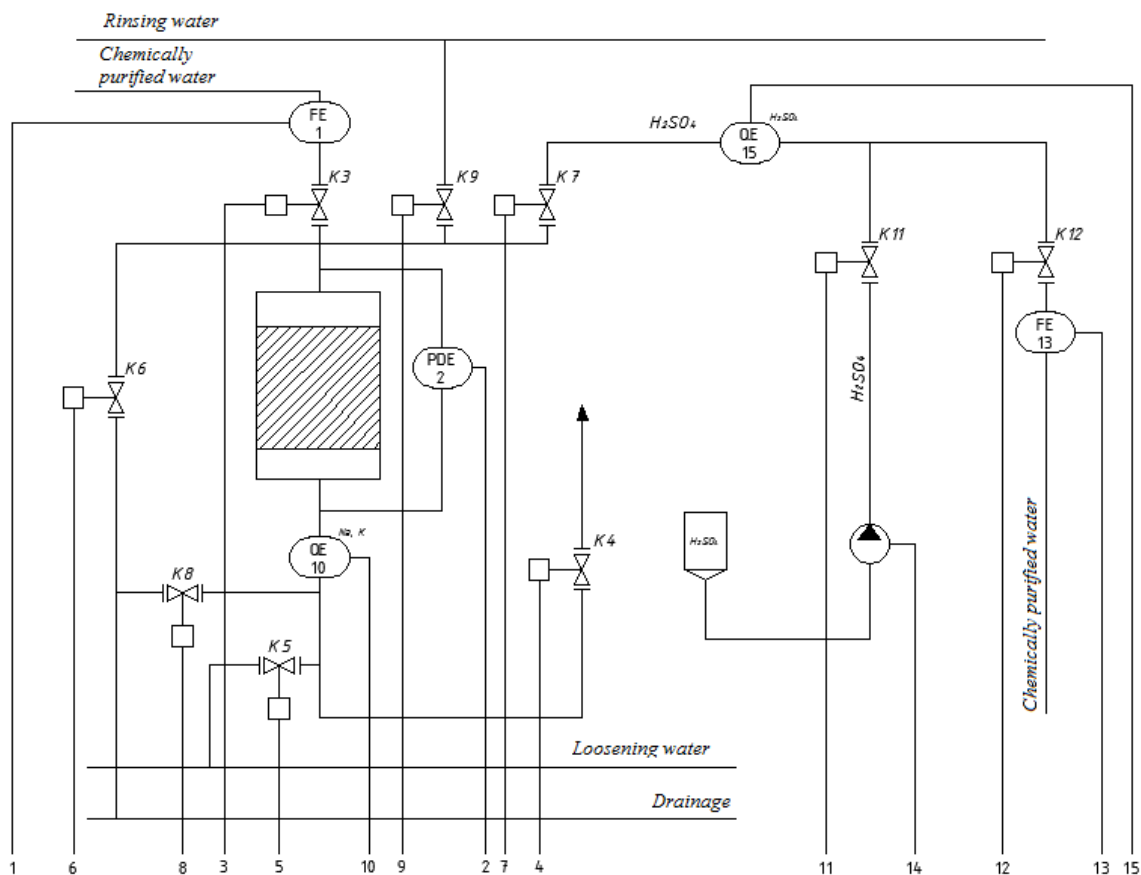 Rinsing water
Chemically
purified water
FE
1
H₂SO₄
QE
15
H₂SO₄
K3
K9
K7
K11
K12
FE
13
K6
PDE
2
H₂SO₄
Na, K
QE
10
K4
H₂SO₄
K8
K5
Chemically purified water
Loosening water
Drainage
1
6
8
3
5
10
9
2
7
4
11
14
12
13
15